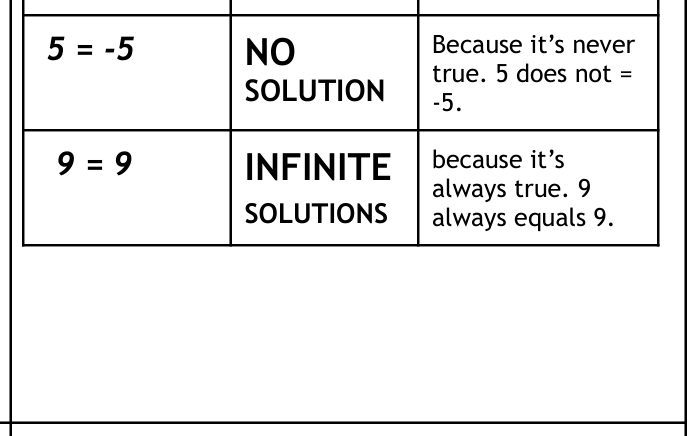 5 = -5
NO
SOLUTION
Because it’s never
true. 5 does not =
-5.
9 = 9
INFINITE
SOLUTIONS
because it’s
always true. 9
always equals 9.